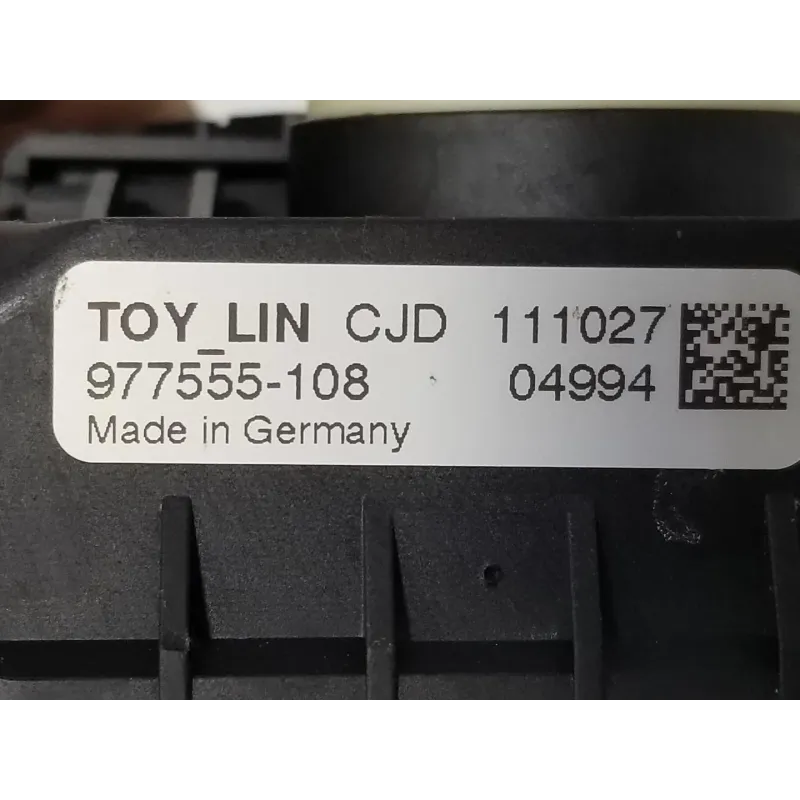 TOY_LIN CJD 111027
977555-108 04994
Made in Germany